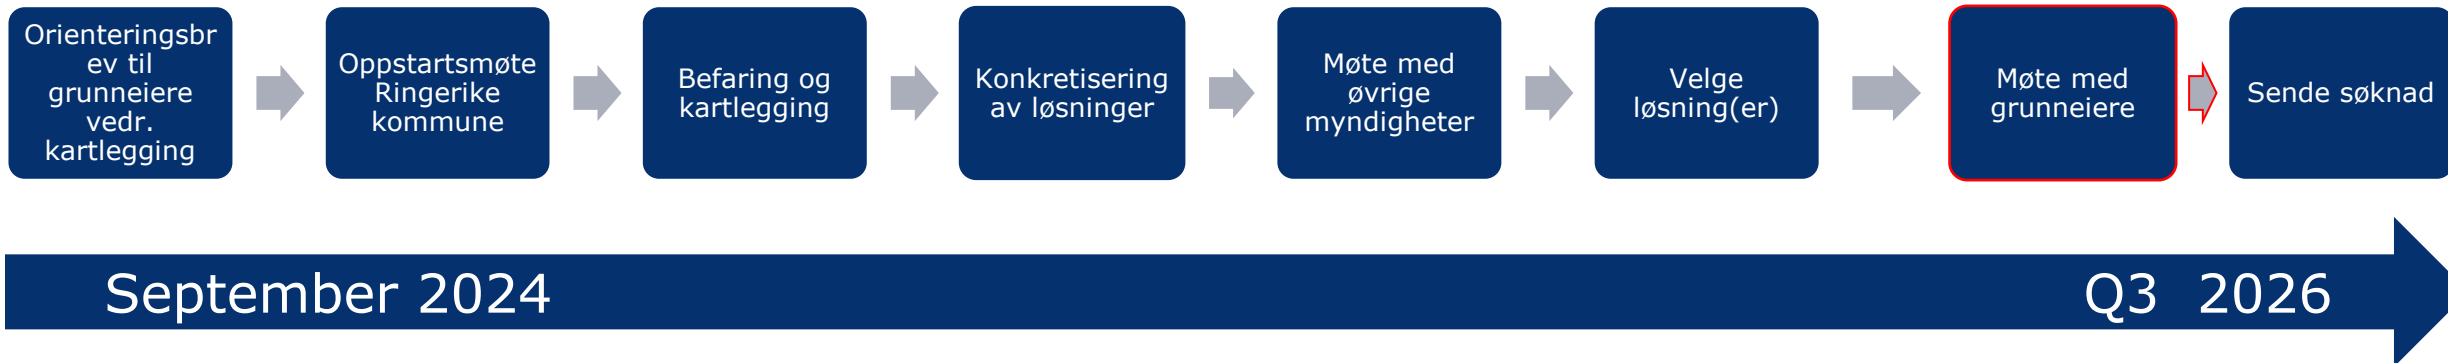 Orienteringsbr
ev til
grunneiere
vedr.
kartlegging
Oppstartsmøte
Ringerike
kommune
Befaring og
kartlegging
Konkretisering
av løsninger
Møte med
øvrige
myndigheter
Velge
løsning(er)
Møte med
grunneiere
Sende søknad
September 2024
Q3 2026